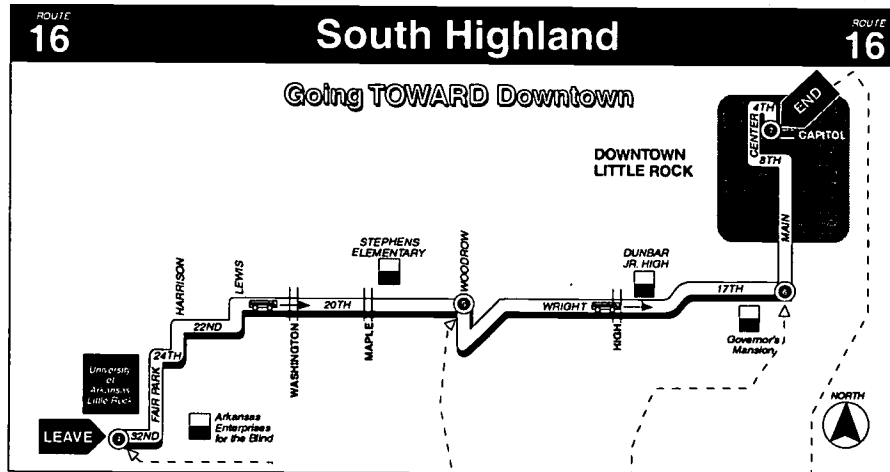 ROUTE
16
South Highland
ROUTE
16
Going TOWARD Downtown
END
4TH
CAPITOL
CENTER
8TH
DOWNTOWN
LITTLE ROCK
MAIN
STEPHENS
ELEMENTARY
WOODROW
DUNBAR
JR. HIGH
HARRISON
LEWIS
20TH
WRIGHT
17TH
22ND
WASHINGTON
MAPLE
HIGH
Governor's
Mansion
24TH
University
of
Arkansas
Little Rock
FAIR PARK
NORTH
LEAVE
32ND
Arkansas
Enterprises
for the Blind